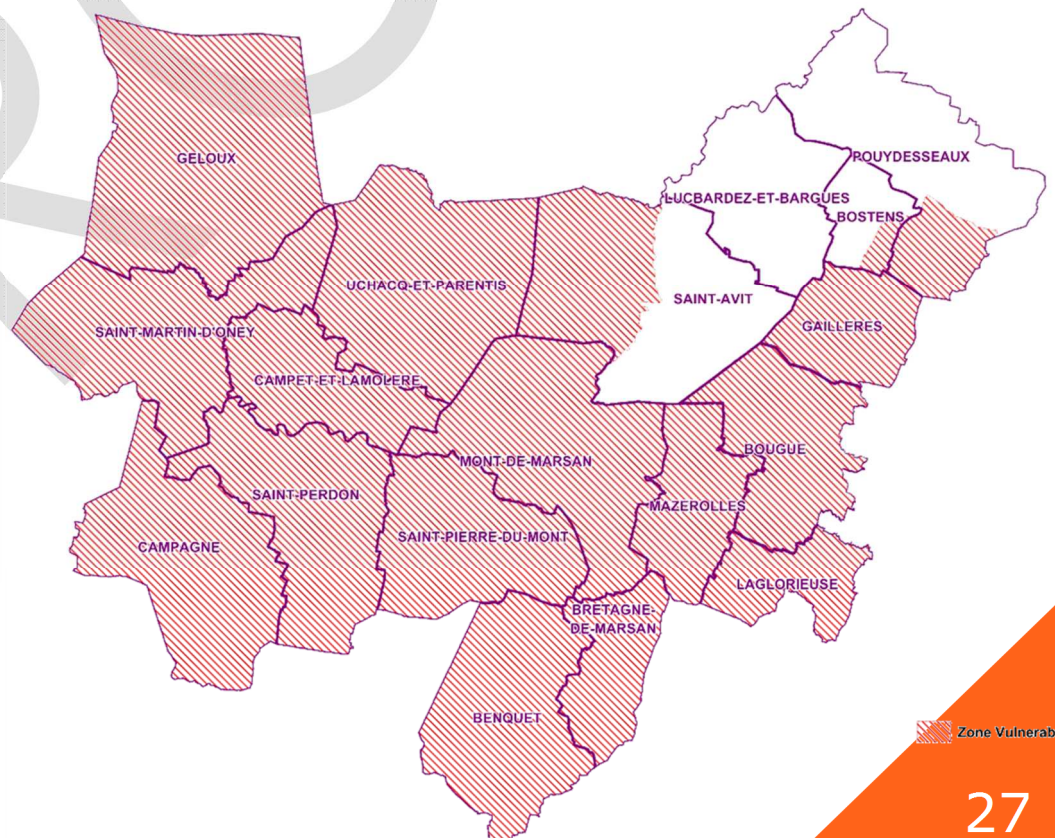 GELOUX
POUYDESSEAUX
LUCBARDEZ-ET-BARGUES
BOSTENS
UCHACQ-ET-PARENTIS
SAINT-AVIT
SAINT-MARTIN-D'ONEY
GAILLERES
CAMPET-ET-LAMOLERE
BOUGUE
MONT-DE-MARSAN
SAINT-PERDON
MAZEROLLES
SAINT-PIERRE-DU-MONT
CAMPAGNE
LAGLORIEUSE
BRETAGNE-
DE-MARSAN
BENQUET
Zone Vulnerab
27